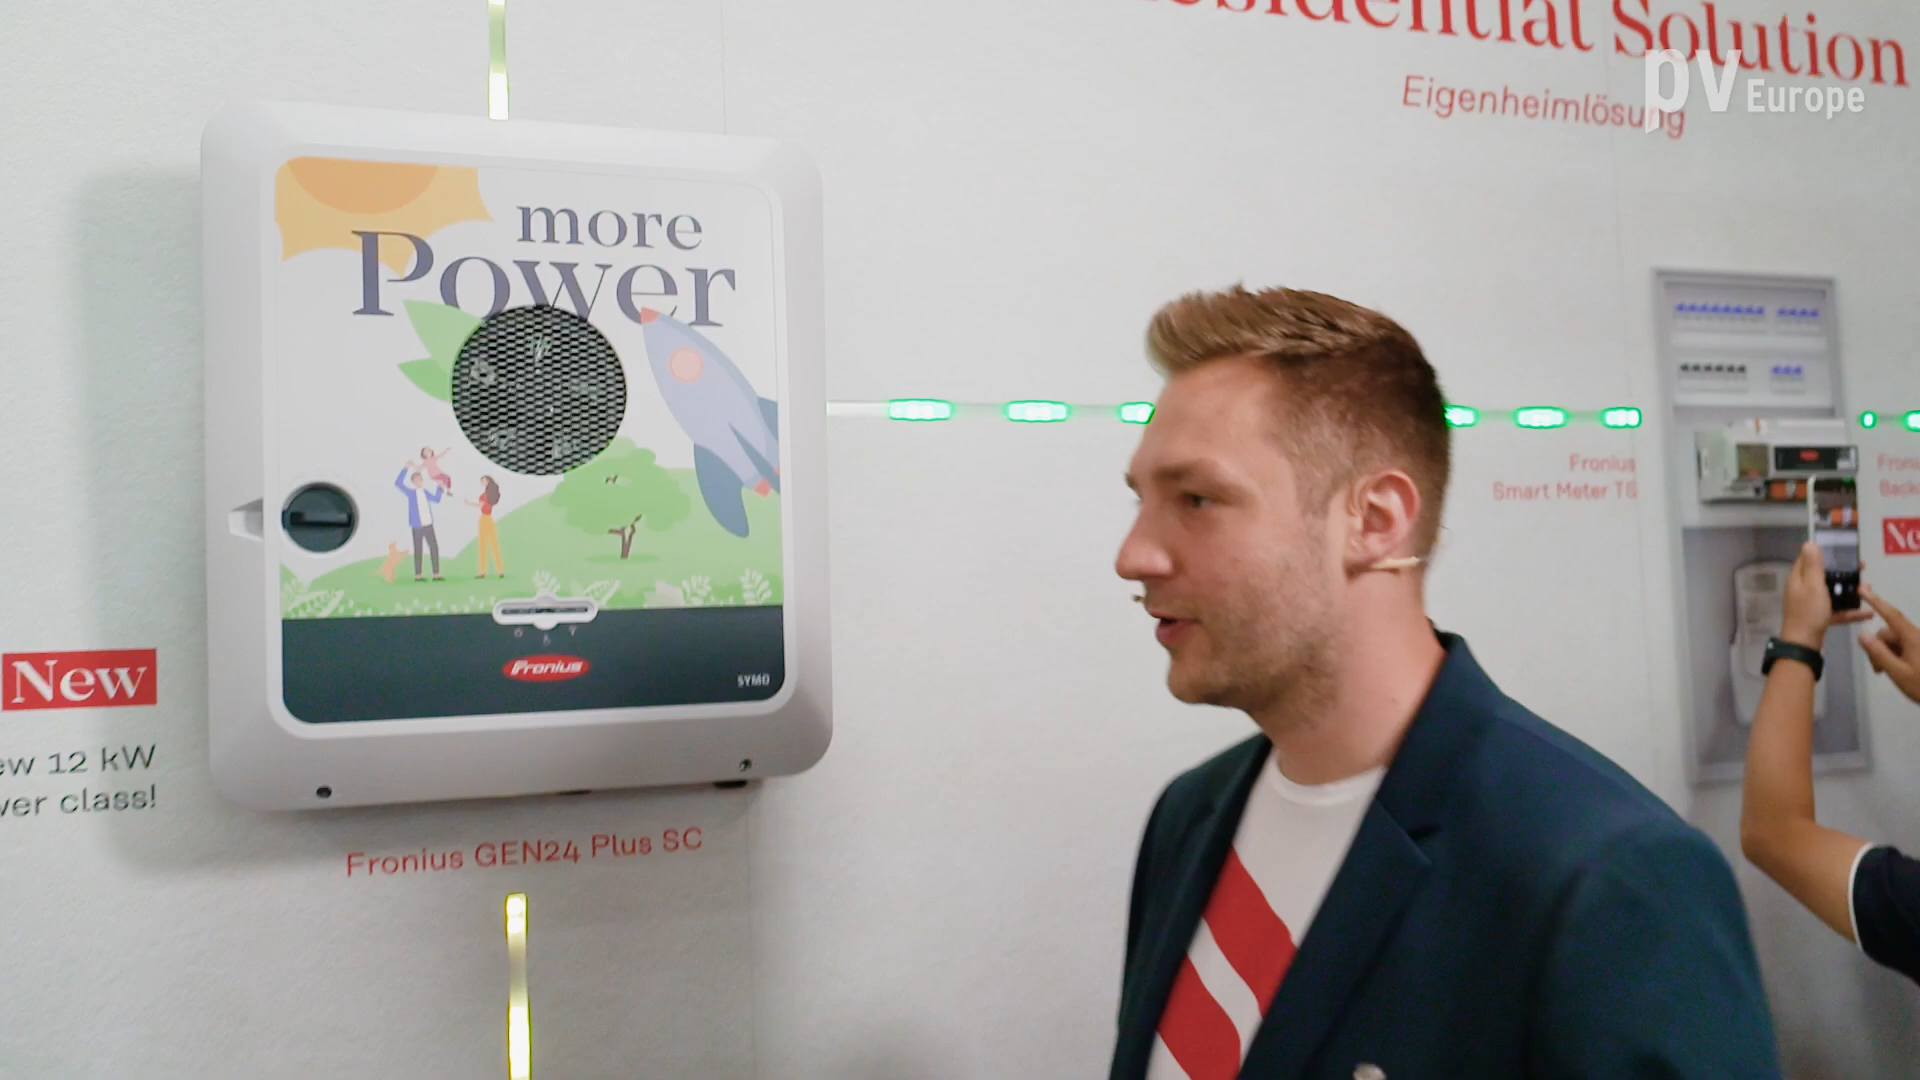 Solution
Eigenheimlösung
pv Europe
more
Power
Fronius
SYMO
New
12 kW
class!
Fronius GEN24 Plus SC
Fronius
Smart Meter TS